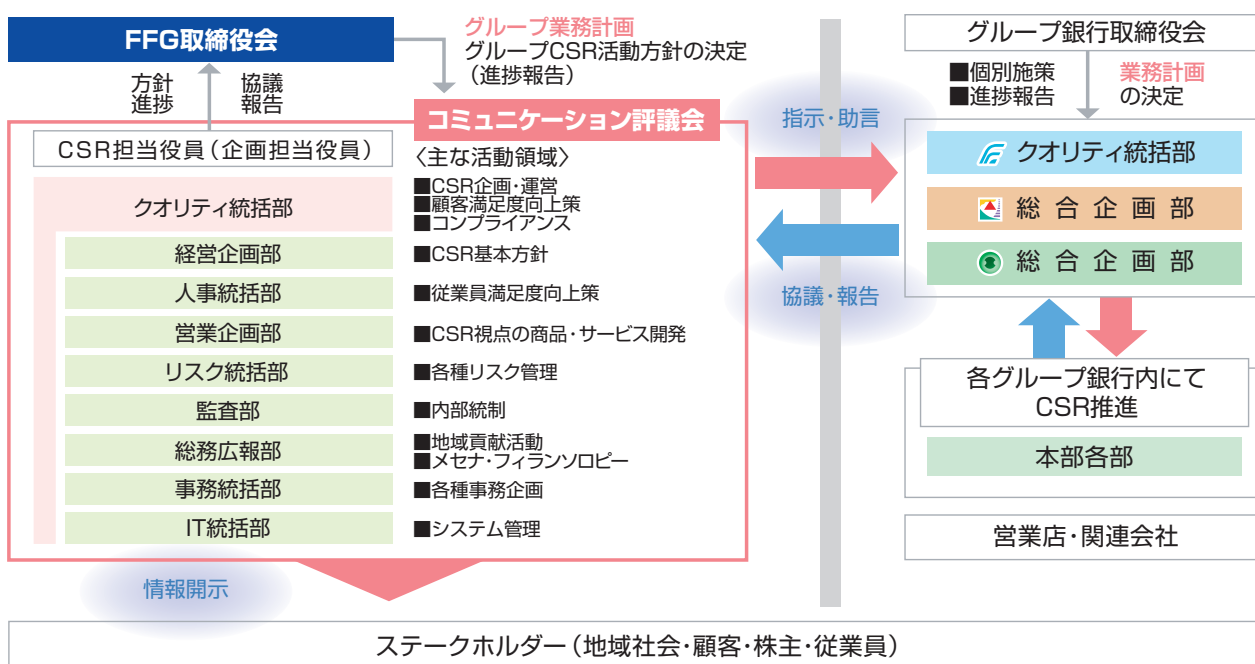 FFG取締役会
グループ業務計画
グループCSR活動方針の決定
（進捗報告）
方針
進捗
協議
報告
コミュニケーション評議会
CSR担当役員（企画担当役員）
〈主な活動領域〉
クオリティ統括部
■CSR企画・運営
■顧客満足度向上策
■コンプライアンス
経営企画部
■CSR基本方針
人事統括部
■従業員満足度向上策
営業企画部
■CSR視点の商品・サービス開発
リスク統括部
■各種リスク管理
監査部
■内部統制
総務広報部
■地域貢献活動
■メセナ・フィランソロピー
事務統括部
■各種事務企画
IT統括部
■システム管理
情報開示
指示・助言
協議・報告
グループ銀行取締役会
■個別施策
■進捗報告
業務計画
の決定
クオリティ統括部
総合企画部
総合企画部
各グループ銀行内にて
CSR推進
本部各部
営業店・関連会社
ステークホルダー（地域社会・顧客・株主・従業員）